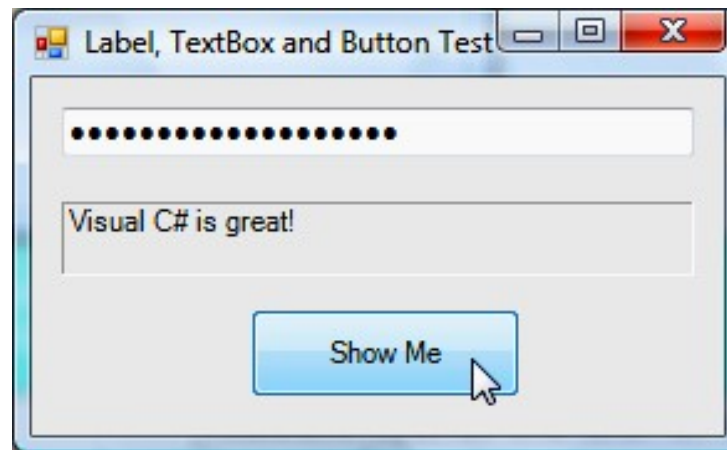 Label, TextBox and Button Test
●●●●●●●●●●●●●●●●●●●
Visual C# is great!
Show Me